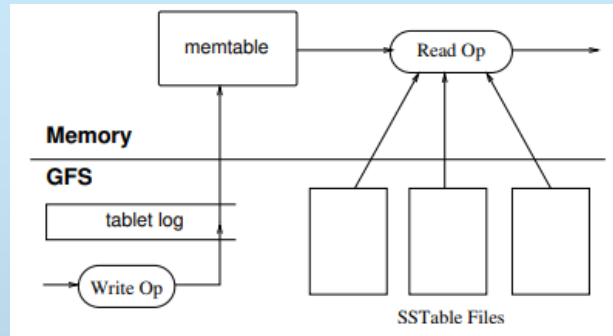 memtable
Read Op
Memory
GFS
tablet log
Write Op
SSTable Files